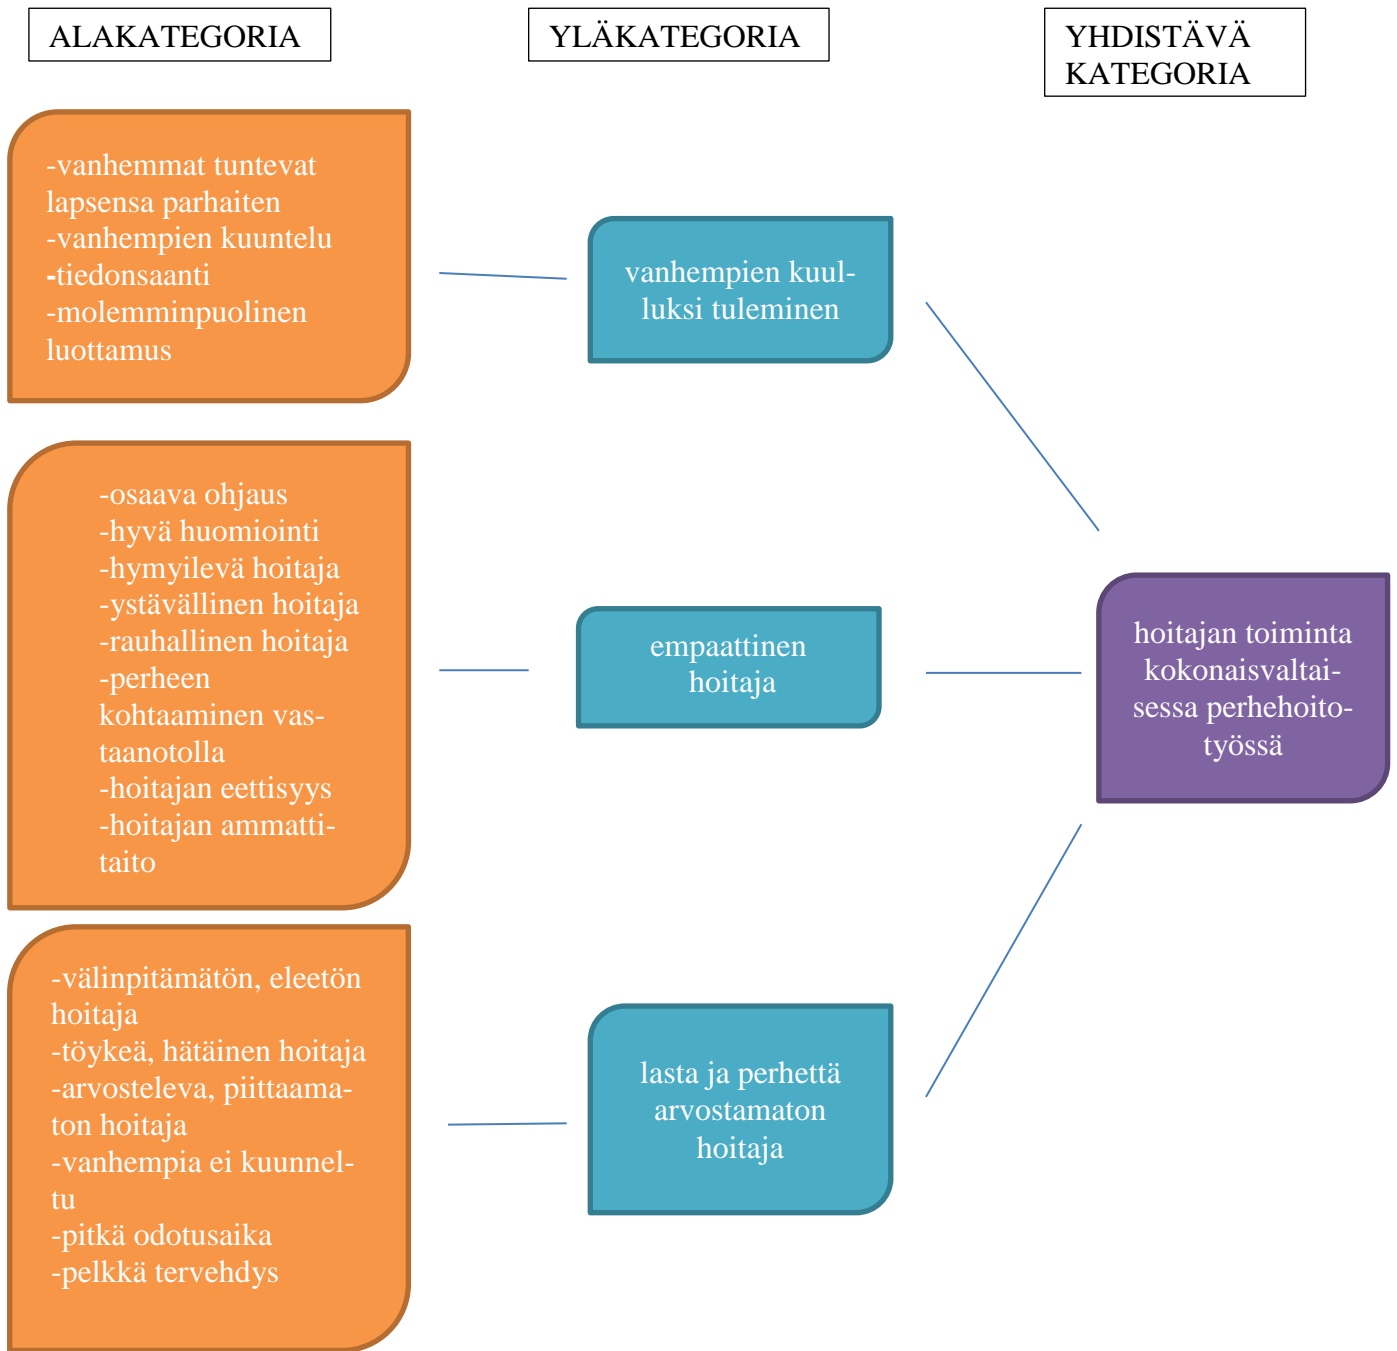 ALAKATEGORIA
YLÄKATEGORIA
YHDISTÄVÄ
KATEGORIA
-vanhemmat tuntevat
lapsensa parhaiten
-vanhempien kuuntelu
-tiedonsaanti
-molemminpuolinen
luottamus
vanhempien kuul-
luksi tuleminen
-osaava ohjaus
-hyvä huomiointi
-hymyilevä hoitaja
-ystävällinen hoitaja
-rauhallinen hoitaja
-perheen
kohtaaminen vas-
taanotolla
-hoitajan eettisyys
-hoitajan ammatti-
taito
empaattinen
hoitaja
hoitajan toiminta
kokonaisvaltai-
sessa perhehoito-
työssä
-välinpitämätön, eleetön
hoitaja
-töykeä, hätäinen hoitaja
-arvosteleva, piittaama-
ton hoitaja
-vanhempia ei kuunnel-
tu
-pitkä odotusaika
-pelkkä tervehdys
lasta ja perhettä
arvostamaton
hoitaja